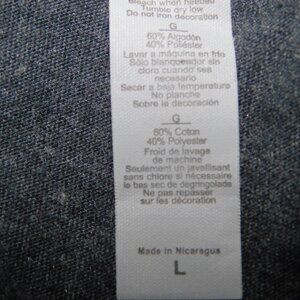 Bleach when needed
Tumble dry low
Do not iron decoration
G
60% Algodón
40% Poliéster
Lavar a máquina en frío
Sólo blanqueador sin
cloro cuando sea
necesario
Secar a baja temperatura
No planche
Sobre la decoración
G
60% Coton
40% Polyester
Froid de lavage
de machine
Seulement un javellisant
sans chlore si nécessaire
le bas sec de degringolade
Ne pas repasser
sur les décoration
Made in Nicaragua
L